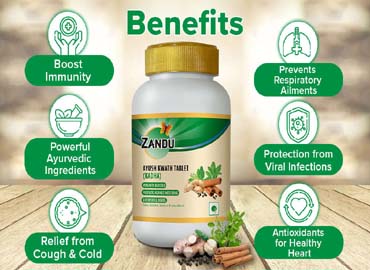 Benefits
Boost
Immunity
Powerful
Ayurvedic
Ingredients
Relief from
Cough & Cold
ZANDU
AYUSH KWATH TABLET
(KADHA)
Prevents
Respiratory
Ailments
Protection from
Viral Infections
Antioxidants
for Healthy
Heart